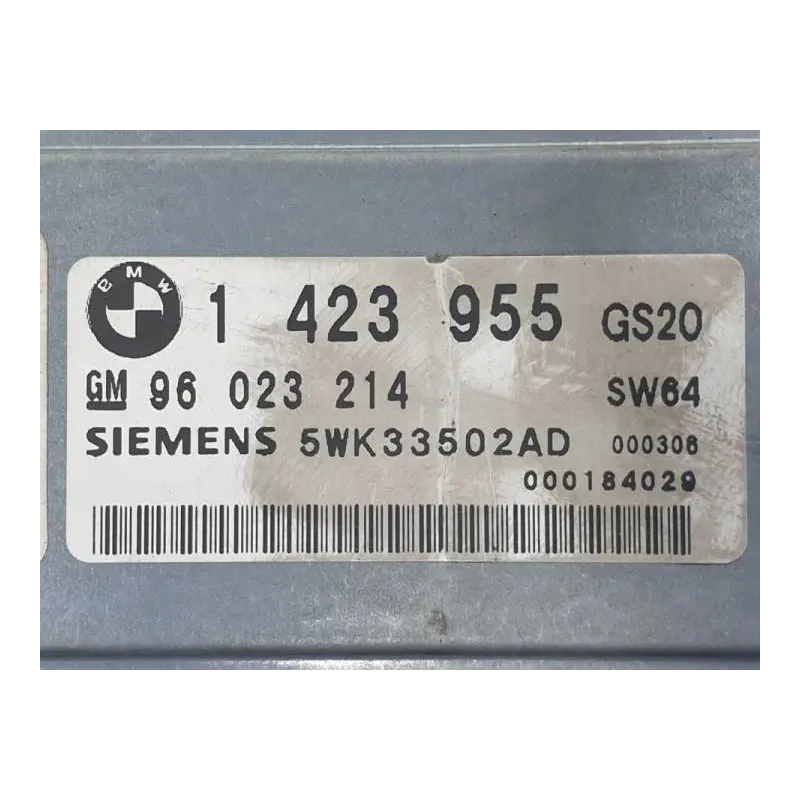 BMW 1 423 955 GS20
GM 96 023 214 SW64
SIEMENS 5WK33502AD 000306
000184029